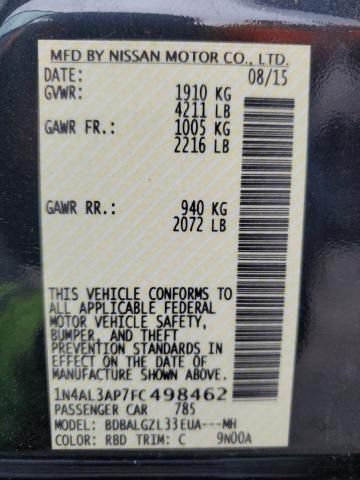 MFD BY NISSAN MOTOR CO., LTD.
DATE: 08/15
GVWR: 1910 KG
4211 LB
GAWR FR.: 1005 KG
2216 LB
GAWR RR.: 940 KG
2072 LB
THIS VEHICLE CONFORMS TO
ALL APPLICABLE FEDERAL
MOTOR VEHICLE SAFETY,
BUMPER, AND THEFT
PREVENTION STANDARDS IN
EFFECT ON THE DATE OF
MANUFACTURE SHOWN ABOVE.
1N4AL3AP7FC498462
PASSENGER CAR 785
MODEL: BDBALGZL33EUA---MH
COLOR: RBD TRIM: C 9N00A